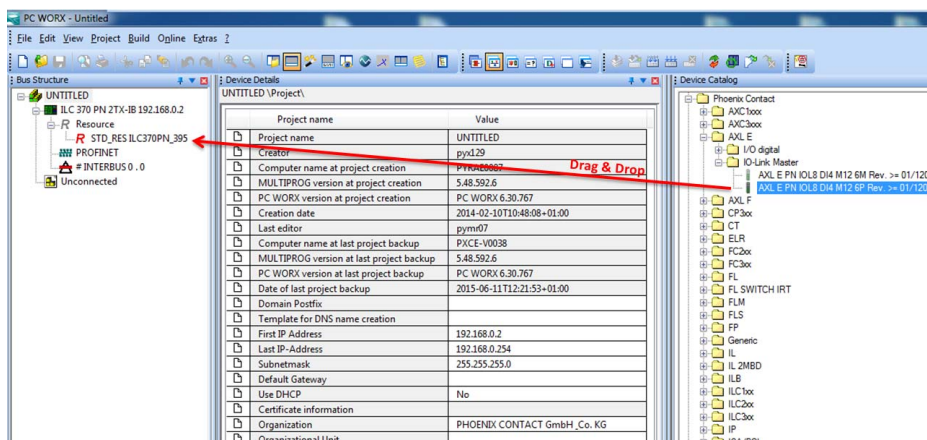 PC WORX - Untitled
File Edit View Project Build Online Extras ?
Bus Structure
UNTITLED
ILC 370 PN 2TX-IB 192.168.0.2
Resource
STD_RES ILC370PN_395
PROFINET
# INTERBUS 0 . 0
Unconnected
Device Details
UNTITLED \Project\
Project name Value
Project name UNTITLED
Creator pyx129
Computer name at project creation
MULTIPROG version at project creation 5.48.592.6
PC WORX version at project creation PC WORX 6.30.767
Creation date 2014-02-10T10:48:08+01:00
Last editor pymr07
Computer name at last project backup PXCE-V0038
MULTIPROG version at last project backup 5.48.592.6
PC WORX version at last project backup PC WORX 6.30.767
Date of last project backup 2015-06-11T12:21:53+01:00
Domain Postfix
Template for DNS name creation
First IP Address 192.168.0.2
Last IP-Address 192.168.0.254
Subnetmask 255.255.255.0
Default Gateway
Use DHCP No
Certificate information
Organization PHOENIX CONTACT GmbH _Co. KG
Organizational Unit
Drag & Drop
Device Catalog
Phoenix Contact
AXC1xxx
AXC3xxx
AXL E
I/O digital
IO-Link Master
AXL E PN IOL8 DI4 M12 6M Rev. >= 01/120
AXL E PN IOL8 DI4 M12 6P Rev. >= 01/120
AXL F
CP3xx
CT
ELR
FC2xx
FC3xx
FL
FL SWITCH IRT
FLM
FLS
FP
Generic
IL
IL 2MBD
ILB
ILC1xx
ILC2xx
ILC3xx
IP